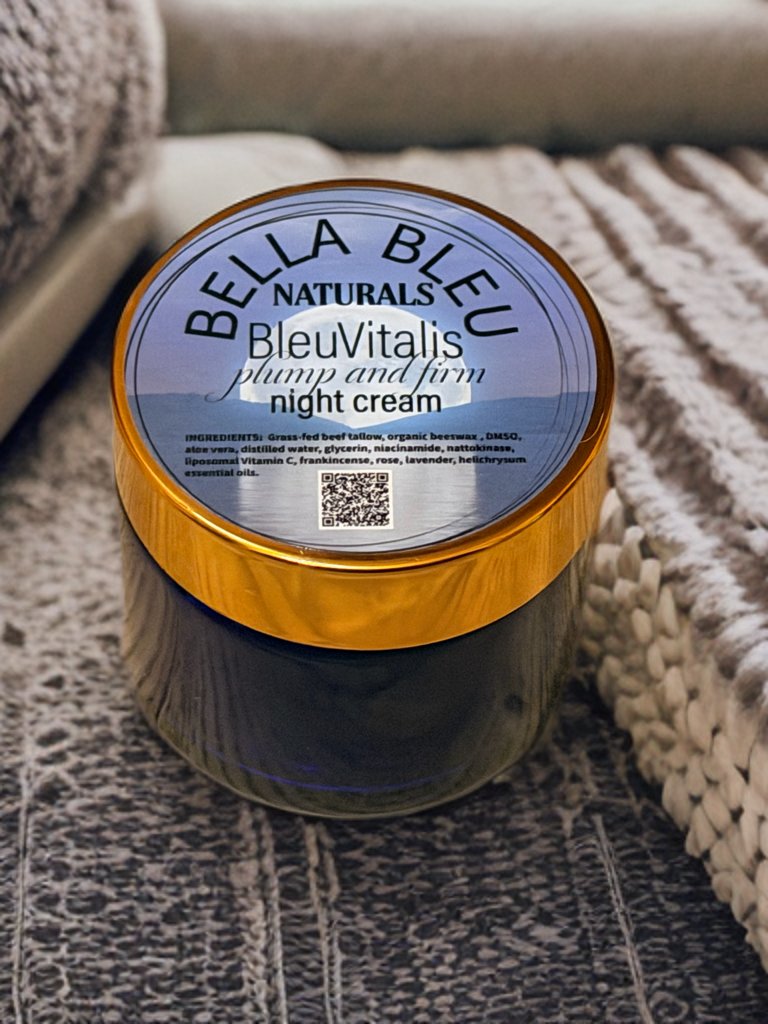 BELLA BLEU
NATURALS
BleuVitalis
plump and firm
night cream
INGREDIENTS: Grass-fed beef tallow, organic beeswax , DMSO,
aloe vera, distilled water, glycerin, niacinamide, nattokinase,
liposomal Vitamin C, frankincense, rose, lavender, helichrysum
essential oils.